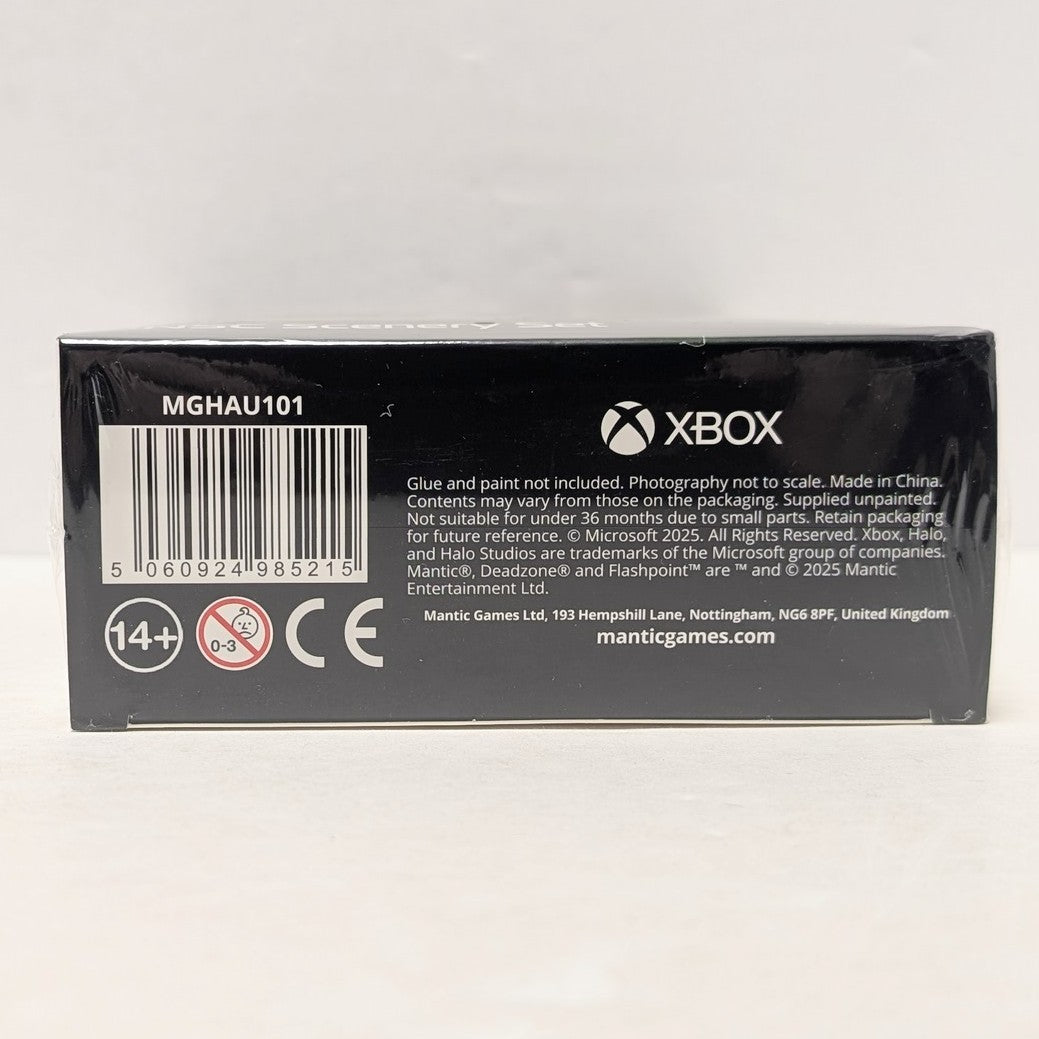 Scenery Set
MGHAU101
5 060924 985215
14+
0-3
CE
XBOX
Glue and paint not included. Photography not to scale. Made in China.
Contents may vary from those on the packaging. Supplied unpainted.
Not suitable for under 36 months due to small parts. Retain packaging
for future reference. © Microsoft 2025. All Rights Reserved. Xbox, Halo,
and Halo Studios are trademarks of the Microsoft group of companies.
Mantic®, Deadzone® and Flashpoint™ are ™ and © 2025 Mantic
Entertainment Ltd.
Mantic Games Ltd, 193 Hempshill Lane, Nottingham, NG6 8PF, United Kingdom
manticgames.com